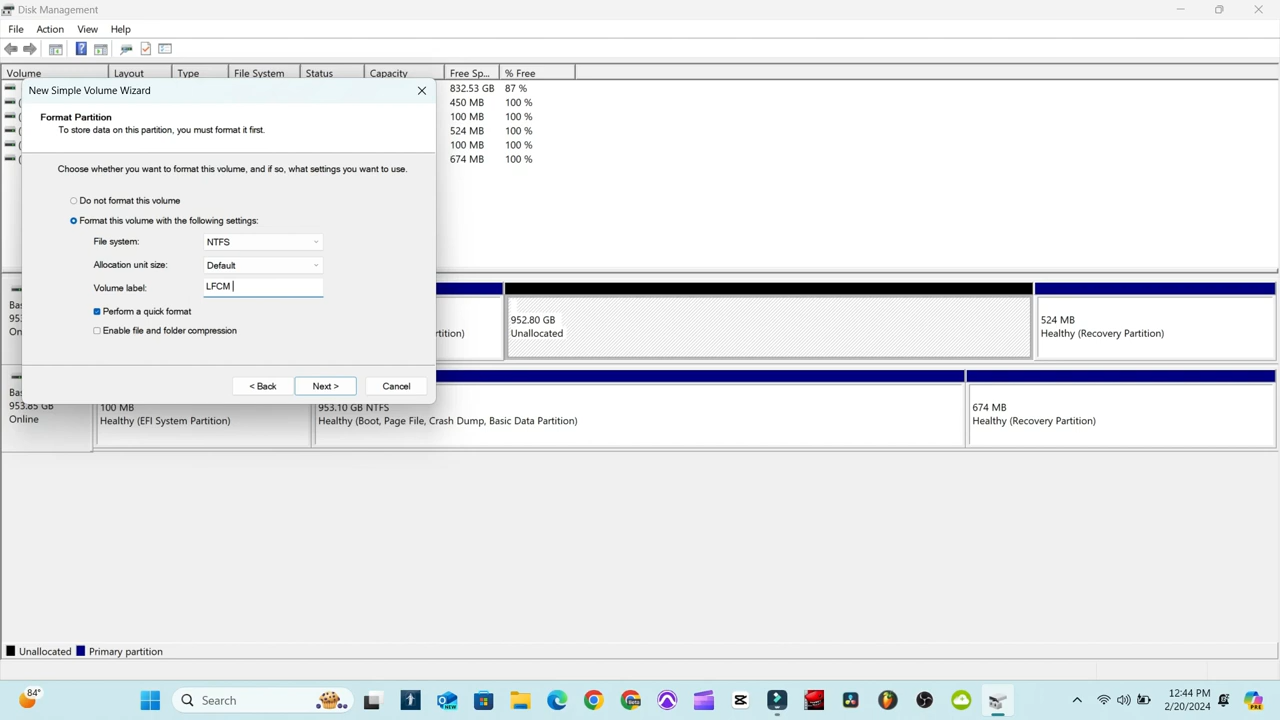 Disk Management
File Action View Help
Volume Layout Type File System Status Capacity Free Sp... % Free
832.53 GB 87 %
450 MB 100 %
100 MB 100 %
524 MB 100 %
100 MB 100 %
674 MB 100 %
New Simple Volume Wizard
Format Partition
To store data on this partition, you must format it first.
Choose whether you want to format this volume, and if so, what settings you want to use.
Do not format this volume
Format this volume with the following settings:
File system: NTFS
Allocation unit size: Default
Volume label: LFCM
Perform a quick format
Enable file and folder compression
< Back Next > Cancel
952.80 GB
Unallocated
524 MB
Healthy (Recovery Partition)
953.85 GB
Online
100 MB
Healthy (EFI System Partition)
953.10 GB NTFS
Healthy (Boot, Page File, Crash Dump, Basic Data Partition)
674 MB
Healthy (Recovery Partition)
Unallocated Primary partition
84°
Search
12:44 PM
2/20/2024